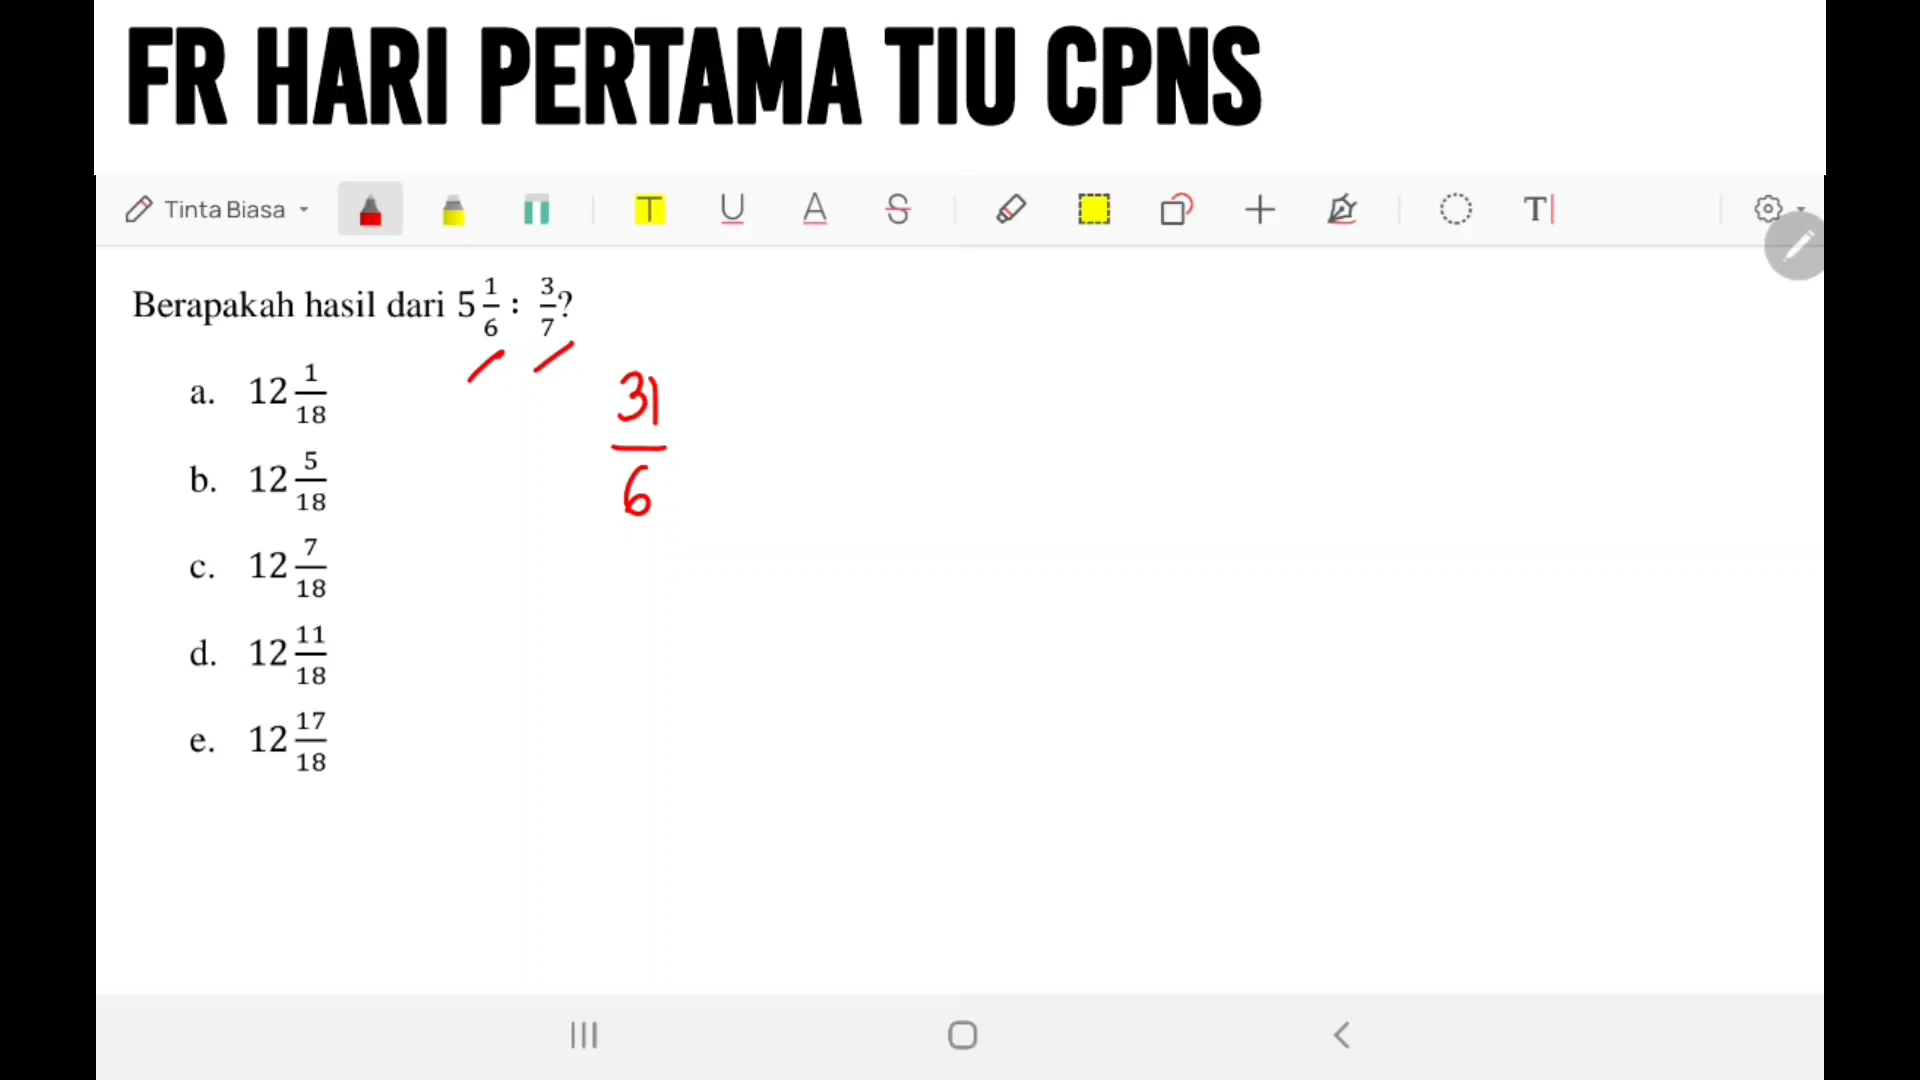 FR HARI PERTAMA TIU CPNS
Tinta Biasa
Berapakah hasil dari 5 1/6 : 3/7?
a. 12 1/18
b. 12 5/18
c. 12 7/18
d. 12 11/18
e. 12 17/18
31/6